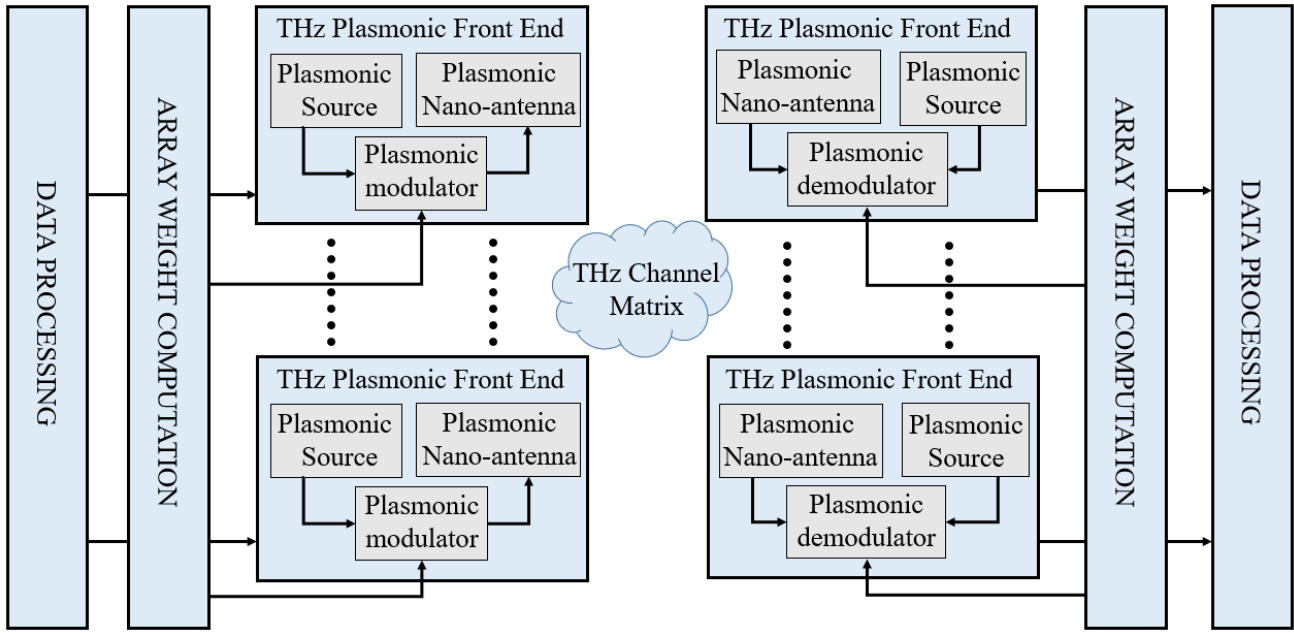 DATA PROCESSING
ARRAY WEIGHT COMPUTATION
THz Plasmonic Front End
Plasmonic
Source
Plasmonic
Nano-antenna
Plasmonic
modulator
THz Plasmonic Front End
Plasmonic
Source
Plasmonic
Nano-antenna
Plasmonic
modulator
THz Channel
Matrix
THz Plasmonic Front End
Plasmonic
Nano-antenna
Plasmonic
Source
Plasmonic
demodulator
THz Plasmonic Front End
Plasmonic
Nano-antenna
Plasmonic
Source
Plasmonic
demodulator
ARRAY WEIGHT COMPUTATION
DATA PROCESSING